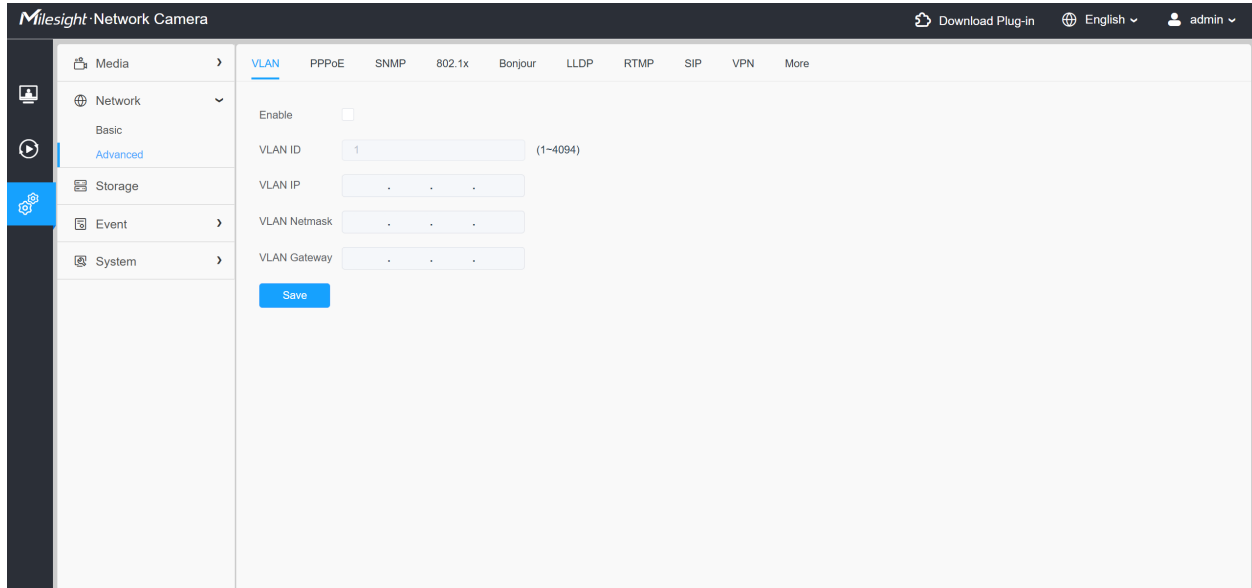 Milesight·Network Camera
Download Plug-in
English
admin
Media
Network
Basic
Advanced
Storage
Event
System
VLAN PPPoE SNMP 802.1x Bonjour LLDP RTMP SIP VPN More
Enable
VLAN ID 1 (1~4094)
VLAN IP . . .
VLAN Netmask . . .
VLAN Gateway . . .
Save